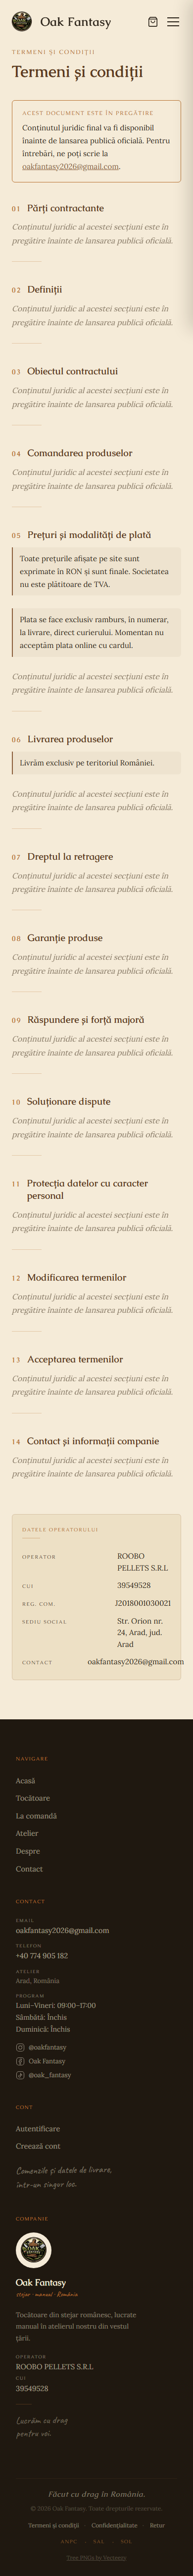 Oak Fantasy
TERMENI ȘI CONDIȚII
Termeni și condiții
ACEST DOCUMENT ESTE ÎN PREGĂTIRE
Conținutul juridic final va fi disponibil
înainte de lansarea publică oficială. Pentru
întrebări, ne poți scrie la
oakfantasy2026@gmail.com.
01 Părți contractante
Conținutul juridic al acestei secțiuni este în
pregătire înainte de lansarea publică oficială.
02 Definiții
Conținutul juridic al acestei secțiuni este în
pregătire înainte de lansarea publică oficială.
03 Obiectul contractului
Conținutul juridic al acestei secțiuni este în
pregătire înainte de lansarea publică oficială.
04 Comandarea produselor
Conținutul juridic al acestei secțiuni este în
pregătire înainte de lansarea publică oficială.
05 Prețuri și modalități de plată
Toate prețurile afișate pe site sunt
exprimate în RON și sunt finale. Societatea
nu este plătitoare de TVA.
Plata se face exclusiv ramburs, în numerar,
la livrare, direct curierului. Momentan nu
acceptăm plata online cu cardul.
Conținutul juridic al acestei secțiuni este în
pregătire înainte de lansarea publică oficială.
06 Livrarea produselor
Livrăm exclusiv pe teritoriul României.
Conținutul juridic al acestei secțiuni este în
pregătire înainte de lansarea publică oficială.
07 Dreptul la retragere
Conținutul juridic al acestei secțiuni este în
pregătire înainte de lansarea publică oficială.
08 Garanție produse
Conținutul juridic al acestei secțiuni este în
pregătire înainte de lansarea publică oficială.
09 Răspundere și forță majoră
Conținutul juridic al acestei secțiuni este în
pregătire înainte de lansarea publică oficială.
10 Soluționare dispute
Conținutul juridic al acestei secțiuni este în
pregătire înainte de lansarea publică oficială.
11 Protecția datelor cu caracter
personal
Conținutul juridic al acestei secțiuni este în
pregătire înainte de lansarea publică oficială.
12 Modificarea termenilor
Conținutul juridic al acestei secțiuni este în
pregătire înainte de lansarea publică oficială.
13 Acceptarea termenilor
Conținutul juridic al acestei secțiuni este în
pregătire înainte de lansarea publică oficială.
14 Contact și informații companie
Conținutul juridic al acestei secțiuni este în
pregătire înainte de lansarea publică oficială.
DATELE OPERATORULUI
OPERATOR ROOBO
PELLETS S.R.L
CUI 39549528
REG. COM. J2018001030021
SEDIU SOCIAL Str. Orion nr.
24, Arad, jud.
Arad
CONTACT oakfantasy2026@gmail.com
NAVIGARE
Acasă
Tocătoare
La comandă
Atelier
Despre
Contact
CONTACT
EMAIL
oakfantasy2026@gmail.com
TELEFON
+40 774 905 182
ATELIER
Arad, România
PROGRAM
Luni–Vineri: 09:00–17:00
Sâmbătă: Închis
Duminică: Închis
@oakfantasy
Oak Fantasy
@oak_fantasy
CONT
Autentificare
Creează cont
Comenzile și datele de livrare,
într-un singur loc.
COMPANIE
Oak Fantasy
stejar · manual · România
Tocătoare din stejar românesc, lucrate
manual în atelierul nostru din vestul
țării.
OPERATOR
ROOBO PELLETS S.R.L
CUI
39549528
Lucrăm cu drag
pentru voi.
Făcut cu drag în România.
© 2026 Oak Fantasy. Toate drepturile rezervate.
Termeni și condiții · Confidențialitate · Retur
ANPC · SAL · SOL